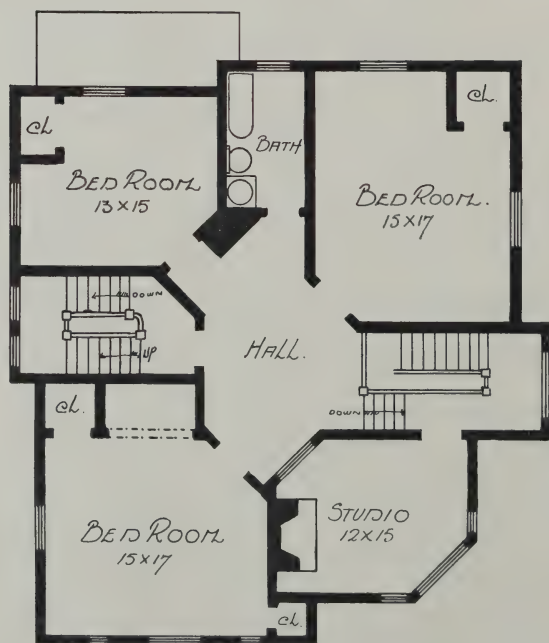 CL.
BATH
CL.
BED ROOM
13 X 15
BED ROOM.
15 X 17
DOWN
UP
HALL.
DOWN
CL.
STUDIO
12 X 15
BED ROOM
15 X 17
CL.